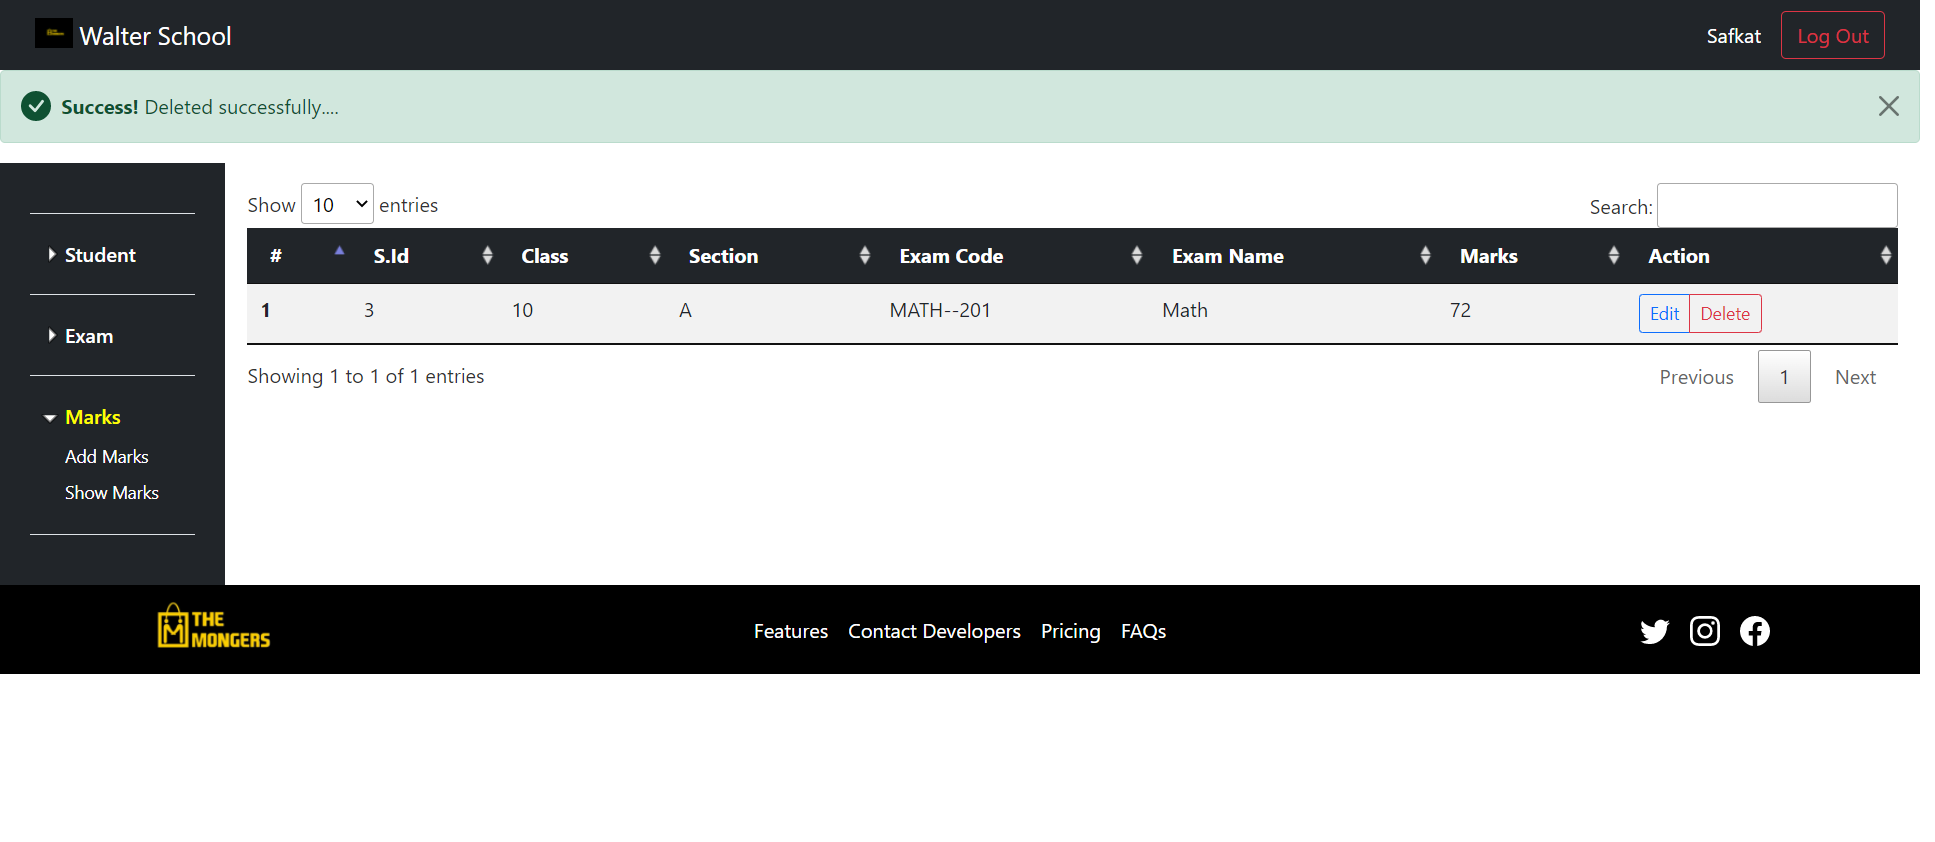 Walter School
Safkat
Log Out
Success! Deleted successfully....
Show 10 entries
Search:
# S.Id Class Section Exam Code Exam Name Marks Action
1 3 10 A MATH--201 Math 72 Edit Delete
Showing 1 to 1 of 1 entries
Previous 1 Next
Student
Exam
Marks
Add Marks
Show Marks
THE
MONGERS
Features Contact Developers Pricing FAQs